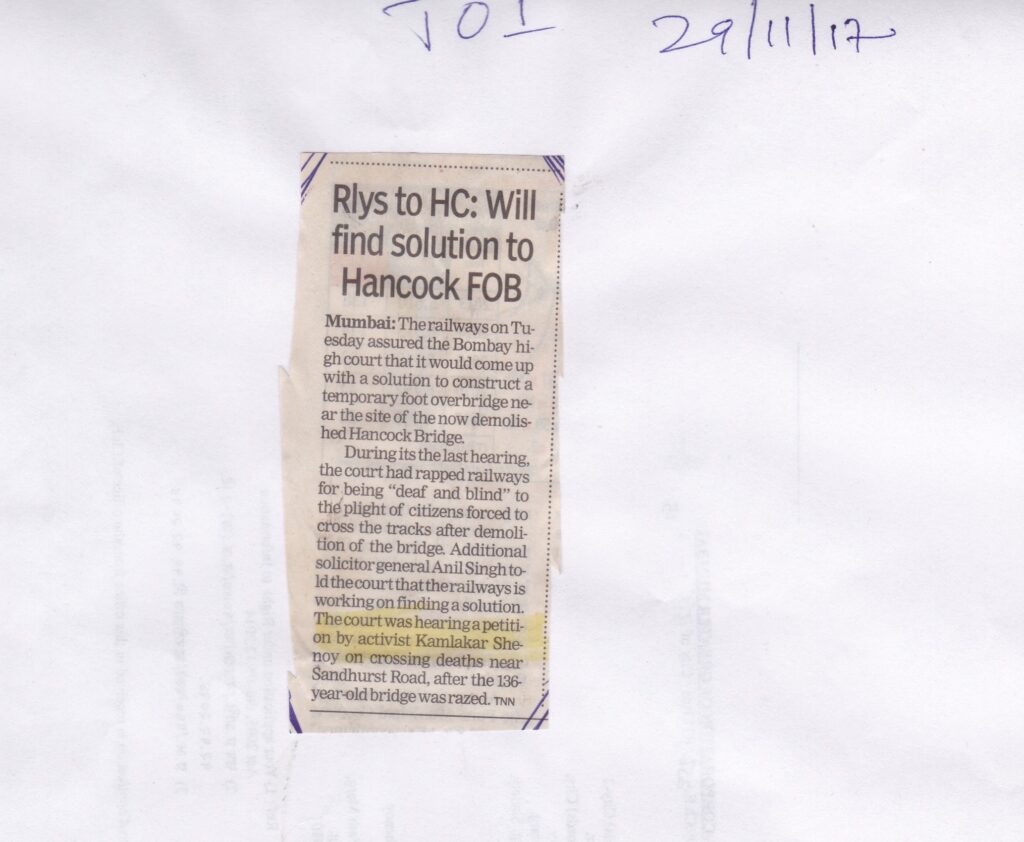 TOI 29/11/17
Rlys to HC: Will
find solution to
Hancock FOB
Mumbai: The railways on Tu-
esday assured the Bombay hi-
gh court that it would come up
with a solution to construct a
temporary foot overbridge ne-
ar the site of the now demolis-
hed Hancock Bridge.
During its the last hearing,
the court had rapped railways
for being “deaf and blind” to
the plight of citizens forced to
cross the tracks after demoli-
tion of the bridge. Additional
solicitor general Anil Singh to-
ld the court that the railways is
working on finding a solution.
The court was hearing a petiti-
on by activist Kamlakar She-
noy on crossing deaths near
Sandhurst Road, after the 136-
year-old bridge was razed. TNN